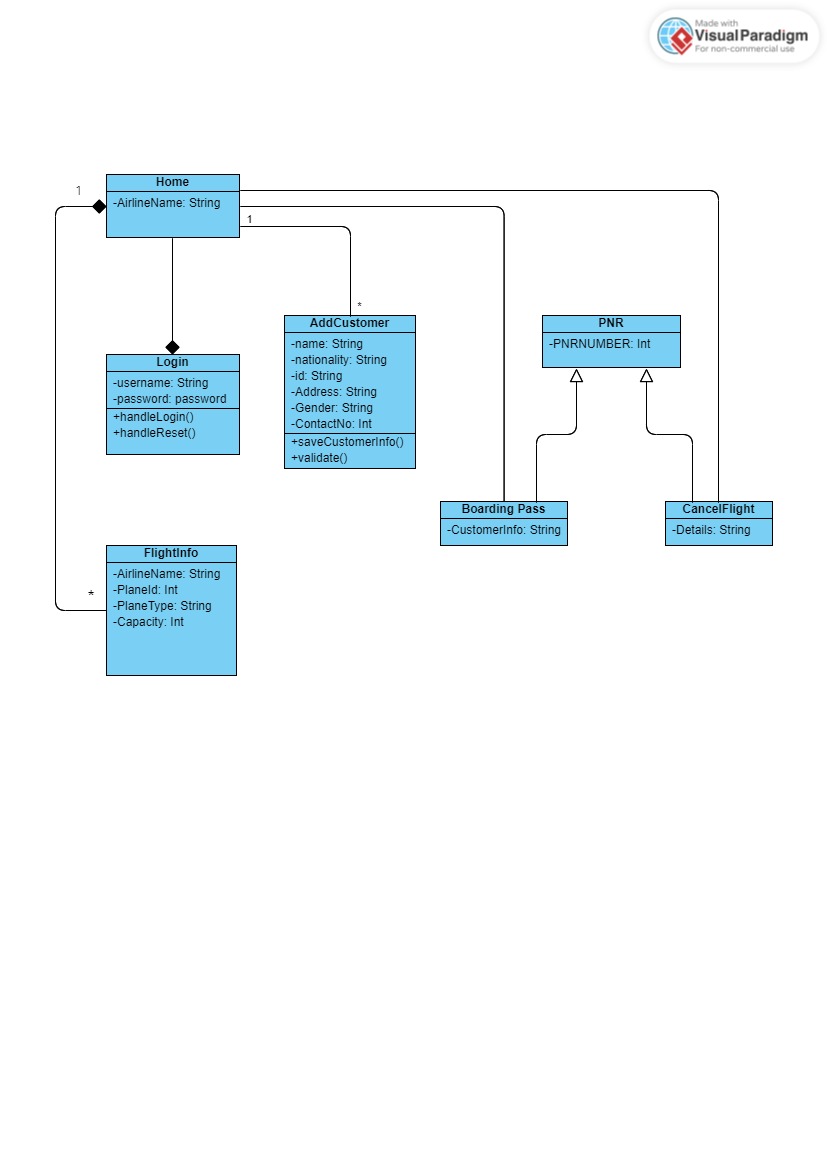 Made with
VisualParadigm
For non-commercial use
1
Home
-AirlineName: String
1
*
Login
-username: String
-password: password
+handleLogin()
+handleReset()
AddCustomer
-name: String
-nationality: String
-id: String
-Address: String
-Gender: String
-ContactNo: Int
+saveCustomerInfo()
+validate()
PNR
-PNRNUMBER: Int
Boarding Pass
-CustomerInfo: String
CancelFlight
-Details: String
*
FlightInfo
-AirlineName: String
-PlaneId: Int
-PlaneType: String
-Capacity: Int